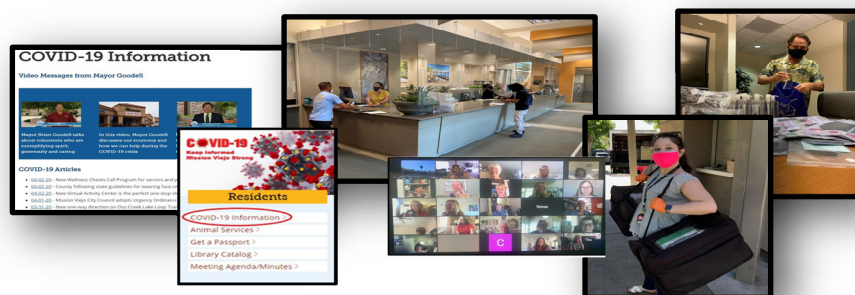 COVID-19 Information
Video Messages from Mayor Goodell
Mayor Brian Goodell talks
about volunteers who are
exemplifying spirit,
generosity and caring
In this video, Mayor Goodell
discusses our economy and
how we can help during the
COVID-19 crisis
COVID-19 Articles
04-02-20 - New Wellness Checks Call Program for seniors and p
04-02-20 - County following state guidelines for wearing face c
04-02-20 - New Virtual Activity Center is the perfect one-stop-sh
04-01-20 - Mission Viejo City Council adopts Urgency Ordinanc
03-31-20 - New one-way direction on Oso Creek Lake Loop Tra
COVID-19
Keep Informed
Mission Viejo Strong
Residents
COVID-19 Information >
Animal Services >
Get a Passport >
Library Catalog >
Meeting Agenda/Minutes >
Teresa
C